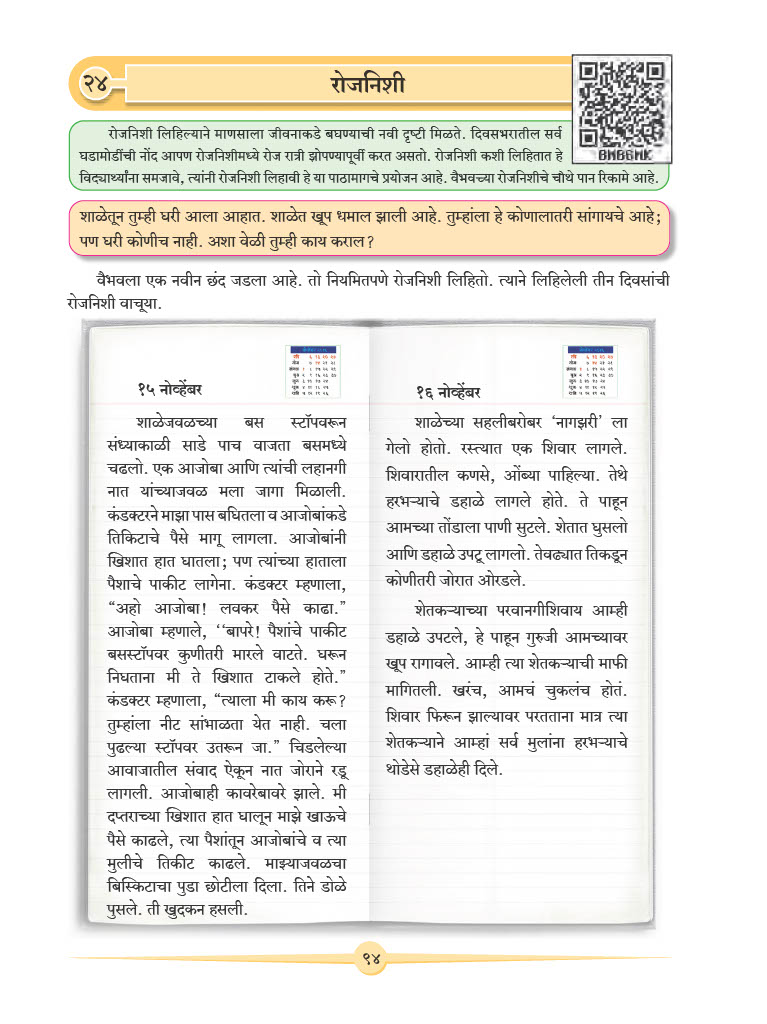 २४
रोजनिशी
BMBGMK
रोजनिशी लिहिल्याने माणसाला जीवनाकडे बघण्याची नवी दृष्टी मिळते. दिवसभरातील सर्व
घडामोडींची नोंद आपण रोजनिशीमध्ये रोज रात्री झोपण्यापूर्वी करत असतो. रोजनिशी कशी लिहितात हे
विद्यार्थ्यांना समजावे, त्यांनी रोजनिशी लिहावी हे या पाठामागचे प्रयोजन आहे. वैभवच्या रोजनिशीचे चौथे पान रिकामे आहे.
शाळेतून तुम्ही घरी आला आहात. शाळेत खूप धमाल झाली आहे. तुम्हांला हे कोणालातरी सांगायचे आहे;
पण घरी कोणीच नाही. अशा वेळी तुम्ही काय कराल?
वैभवला एक नवीन छंद जडला आहे. तो नियमितपणे रोजनिशी लिहितो. त्याने लिहिलेली तीन दिवसांची
रोजनिशी वाचूया.
१५ नोव्हेंबर
शाळेजवळच्या बस स्टॉपवरून
संध्याकाळी साडे पाच वाजता बसमध्ये
चढलो. एक आजोबा आणि त्यांची लहानगी
नात यांच्याजवळ मला जागा मिळाली.
कंडक्टरने माझा पास बघितला व आजोबांकडे
तिकिटाचे पैसे मागू लागला. आजोबांनी
खिशात हात घातला; पण त्यांच्या हाताला
पैशाचे पाकीट लागेना. कंडक्टर म्हणाला,
“अहो आजोबा! लवकर पैसे काढा.”
आजोबा म्हणाले, ‘‘बापरे! पैशांचे पाकीट
बसस्टॉपवर कुणीतरी मारले वाटते. घरून
निघताना मी ते खिशात टाकले होते.”
कंडक्टर म्हणाला, “त्याला मी काय करू?
तुम्हांला नीट सांभाळता येत नाही. चला
पुढल्या स्टॉपवर उतरून जा.” चिडलेल्या
आवाजातील संवाद ऐकून नात जोराने रडू
लागली. आजोबाही कावरेबावरे झाले. मी
दप्तराच्या खिशात हात घालून माझे खाऊचे
पैसे काढले, त्या पैशांतून आजोबांचे व त्या
मुलीचे तिकीट काढले. माझ्याजवळचा
बिस्किटाचा पुडा छोटीला दिला. तिने डोळे
पुसले. ती खुदकन हसली.
१६ नोव्हेंबर
शाळेच्या सहलीबरोबर ‘नागझरी’ ला
गेलो होतो. रस्त्यात एक शिवार लागले.
शिवारातील कणसे, ओंब्या पाहिल्या. तेथे
हरभऱ्याचे डहाळे लागले होते. ते पाहून
आमच्या तोंडाला पाणी सुटले. शेतात घुसलो
आणि डहाळे उपटू लागलो. तेवढ्यात तिकडून
कोणीतरी जोरात ओरडले.
शेतकऱ्याच्या परवानगीशिवाय आम्ही
डहाळे उपटले, हे पाहून गुरुजी आमच्यावर
खूप रागावले. आम्ही त्या शेतकऱ्याची माफी
मागितली. खरंच, आमचं चुकलंच होतं.
शिवार फिरून झाल्यावर परतताना मात्र त्या
शेतकऱ्याने आम्हां सर्व मुलांना हरभऱ्याचे
थोडेसे डहाळेही दिले.
९४